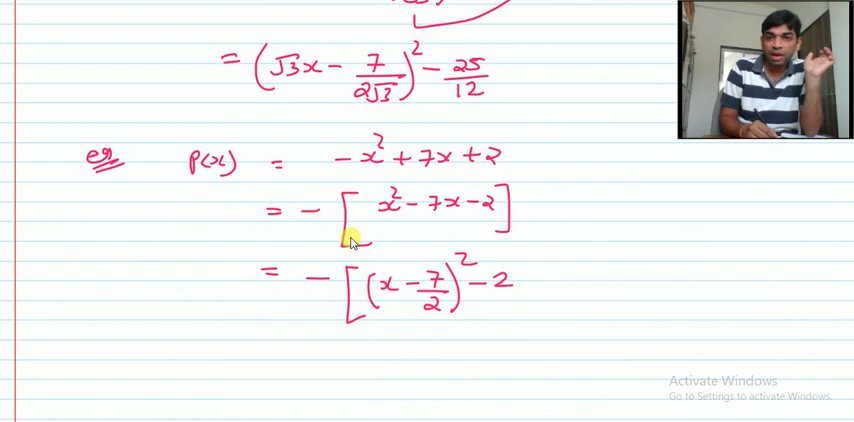 = (√3x - 7/2√3)² - 25/12
ex p(x) = -x² + 7x + 2
= - [ x² - 7x - 2 ]
= - [ (x - 7/2)² - 2
Activate Windows
Go to Settings to activate Windows.